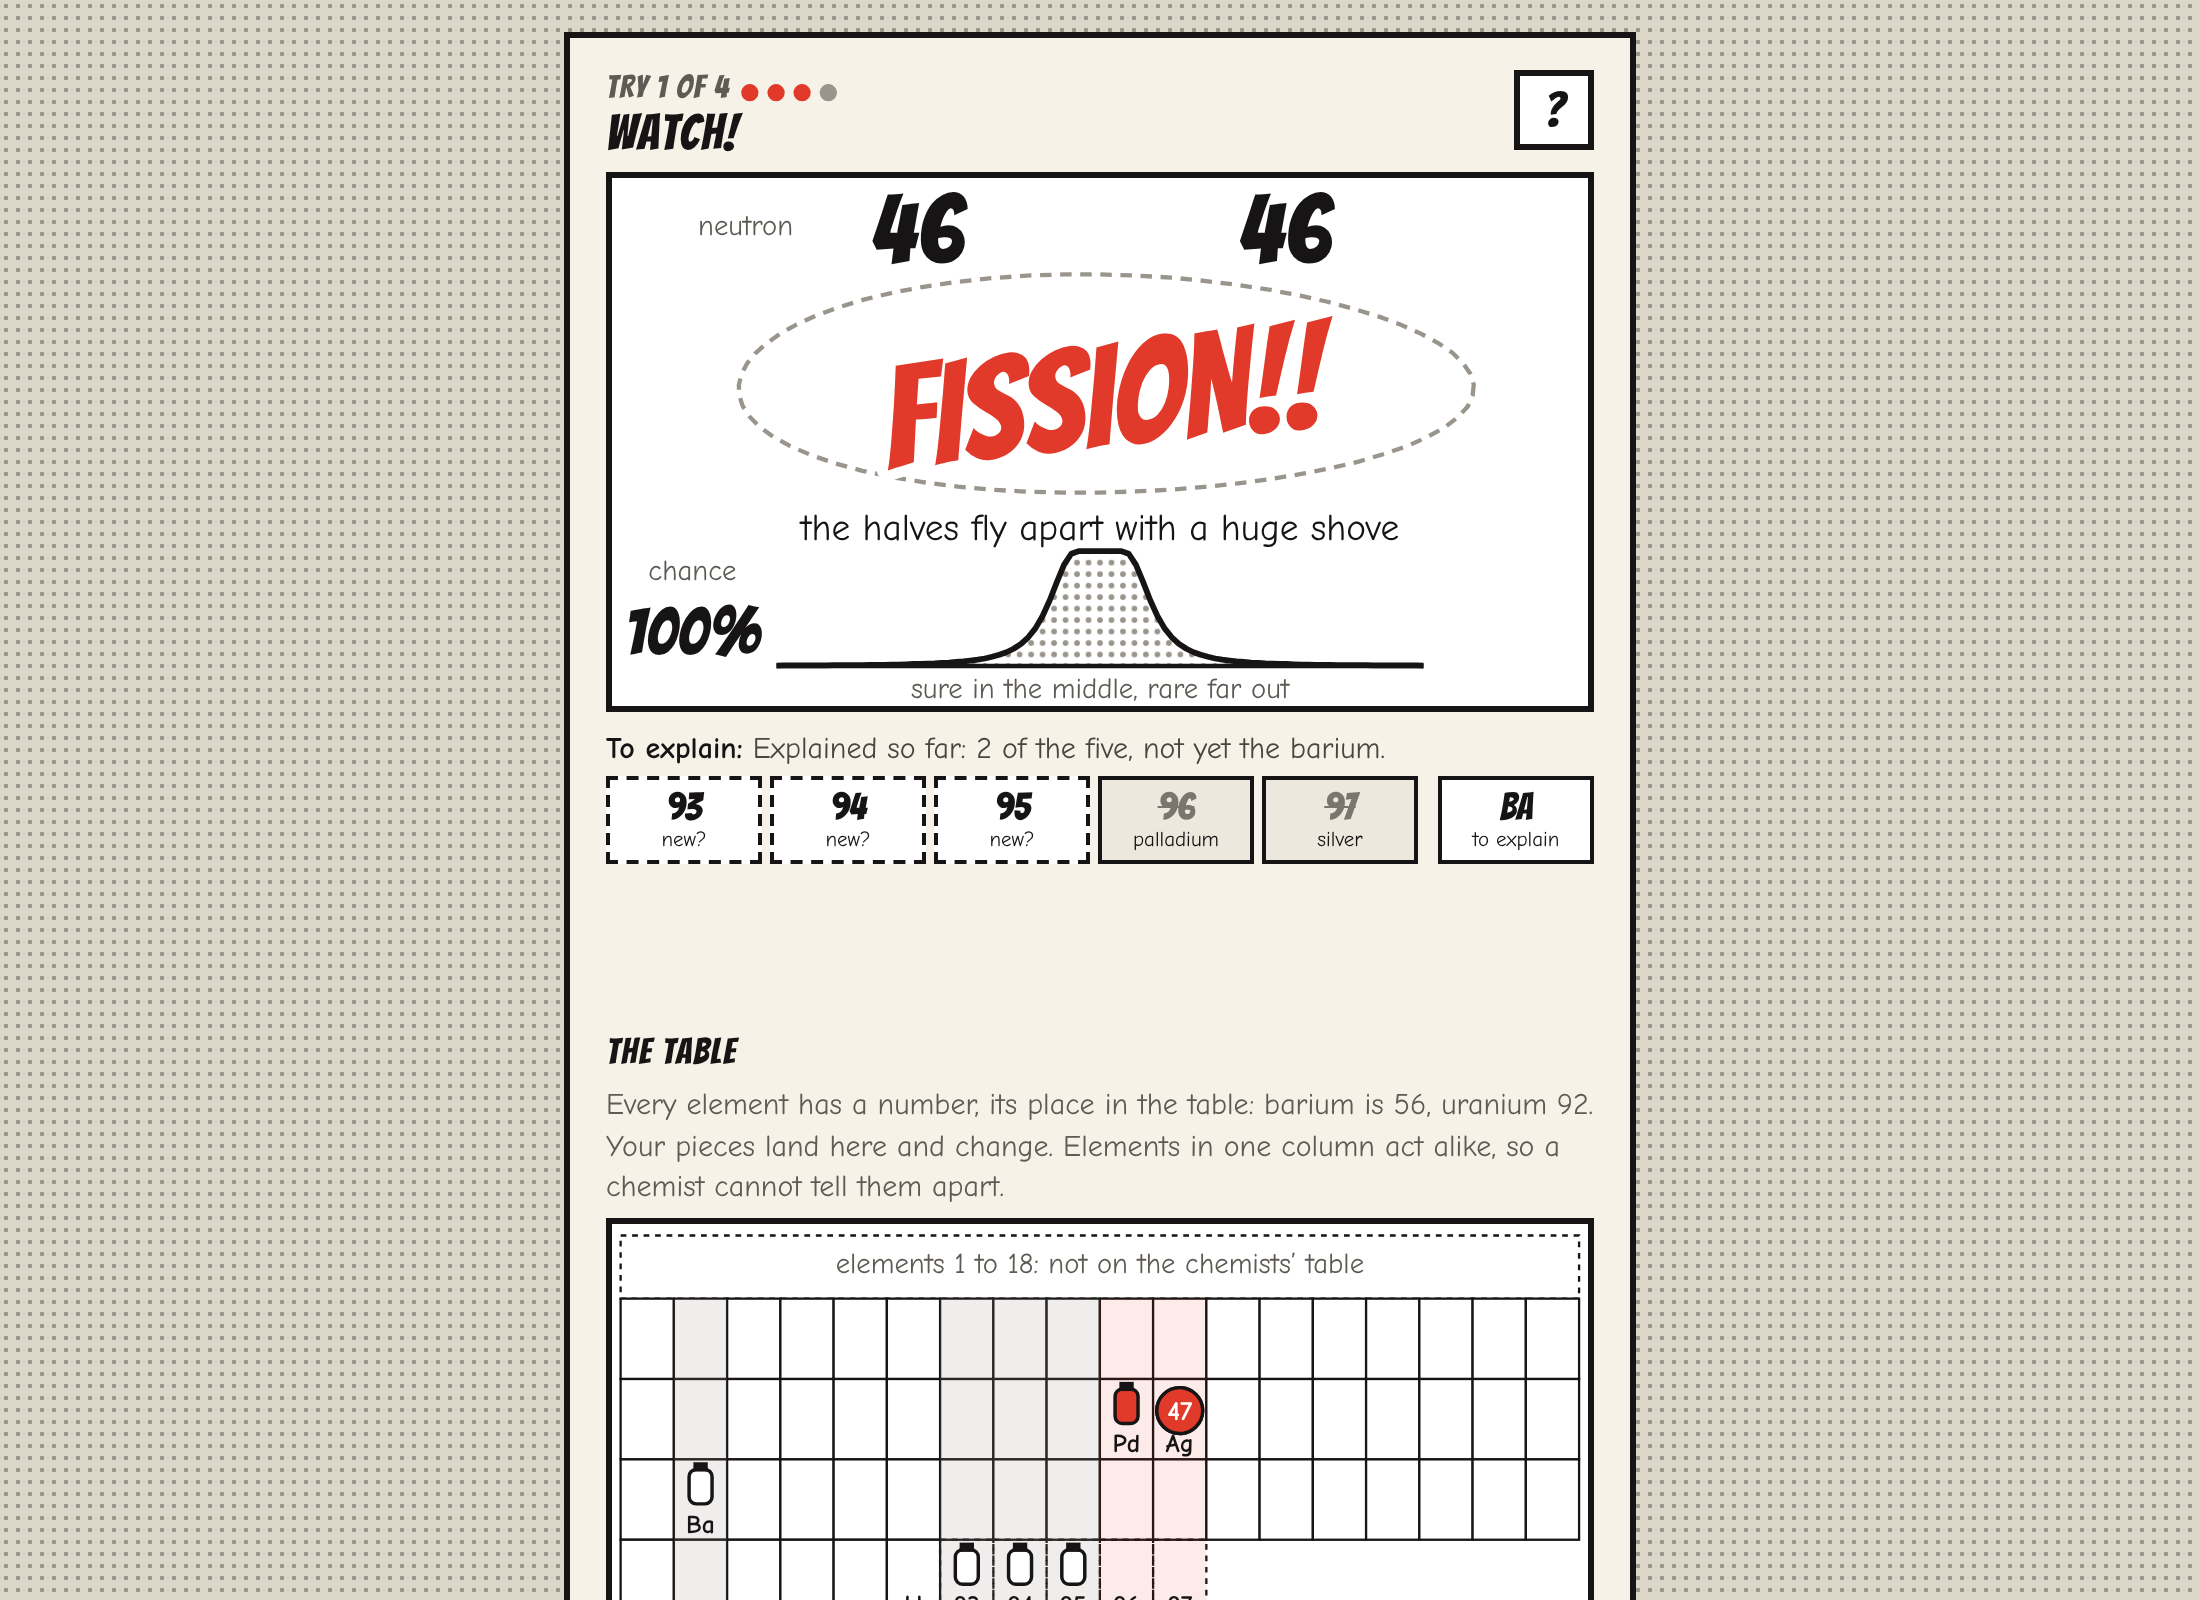 TRY 1 OF 4
WATCH!
?
neutron
46
46
FISSION!!
the halves fly apart with a huge shove
chance
100%
sure in the middle, rare far out
To explain: Explained so far: 2 of the five, not yet the barium.
93
new?
94
new?
95
new?
96
palladium
97
silver
BA
to explain
THE TABLE
Every element has a number, its place in the table: barium is 56, uranium 92.
Your pieces land here and change. Elements in one column act alike, so a
chemist cannot tell them apart.
elements 1 to 18: not on the chemists’ table
47
Pd
Ag
Ba